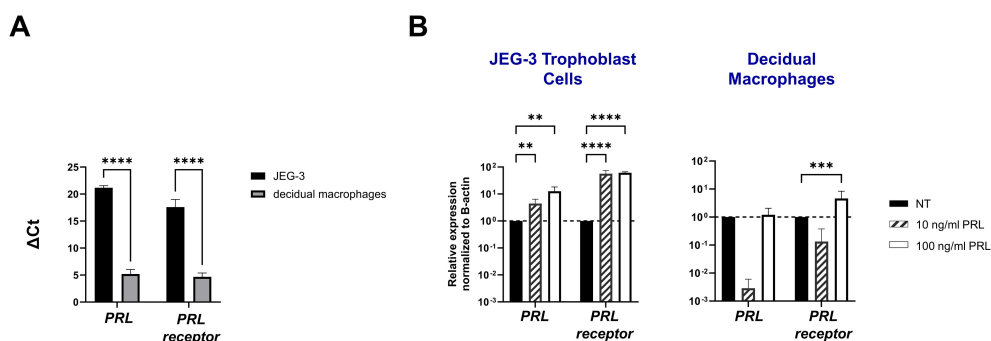 A
B
JEG-3 Trophoblast
Cells
Decidual
Macrophages
ΔCt
25
20
15
10
5
0
****
****
PRL
PRL
receptor
JEG-3
decidual macrophages
Relative expression
normalized to B-actin
10²
10¹
10⁰
10⁻¹
10⁻²
10⁻³
**
**
****
****
PRL
PRL
receptor
10²
10¹
10⁰
10⁻¹
10⁻²
10⁻³
***
PRL
PRL
receptor
NT
10 ng/ml PRL
100 ng/ml PRL